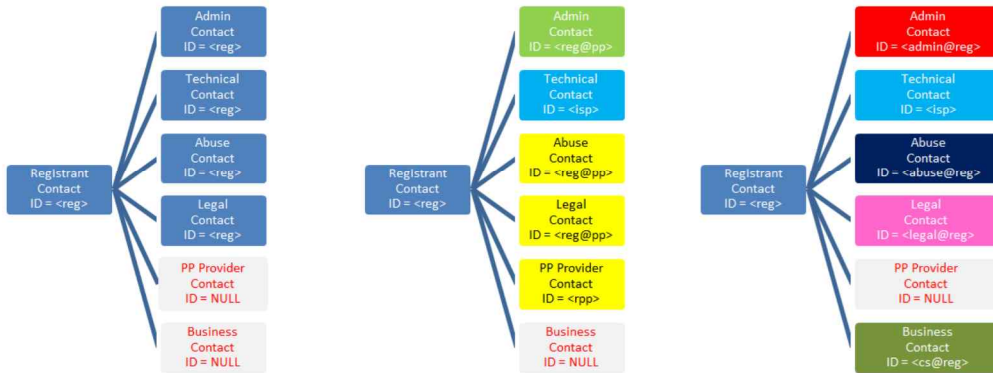 Admin
Contact
ID = <reg>
Technical
Contact
ID = <reg>
Abuse
Contact
ID = <reg>
Registrant
Contact
ID = <reg>
Legal
Contact
ID = <reg>
PP Provider
Contact
ID = NULL
Business
Contact
ID = NULL
Admin
Contact
ID = <reg@pp>
Technical
Contact
ID = <isp>
Abuse
Contact
ID = <reg@pp>
Registrant
Contact
ID = <reg>
Legal
Contact
ID = <reg@pp>
PP Provider
Contact
ID = <rpp>
Business
Contact
ID = NULL
Admin
Contact
ID = <admin@reg>
Technical
Contact
ID = <isp>
Abuse
Contact
ID = <abuse@reg>
Registrant
Contact
ID = <reg>
Legal
Contact
ID = <legal@reg>
PP Provider
Contact
ID = NULL
Business
Contact
ID = <cs@reg>